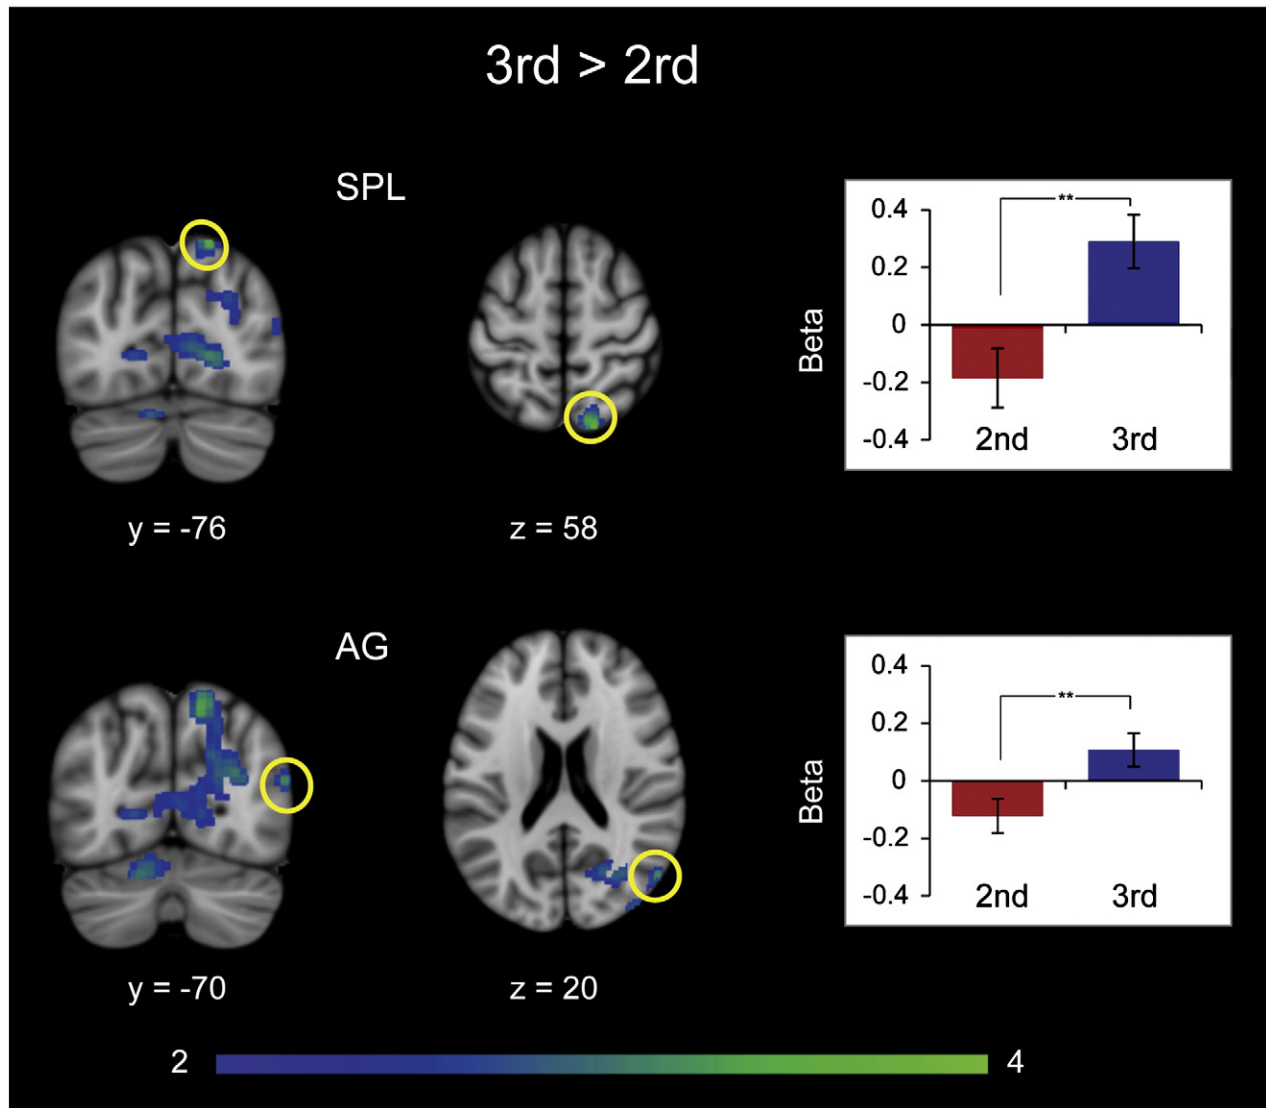 3rd > 2rd
SPL
**
0.4
0.2
0
-0.2
-0.4
Beta
2nd
3rd
y = -76
z = 58
AG
**
0.4
0.2
0
-0.2
-0.4
Beta
2nd
3rd
y = -70
z = 20
2
4